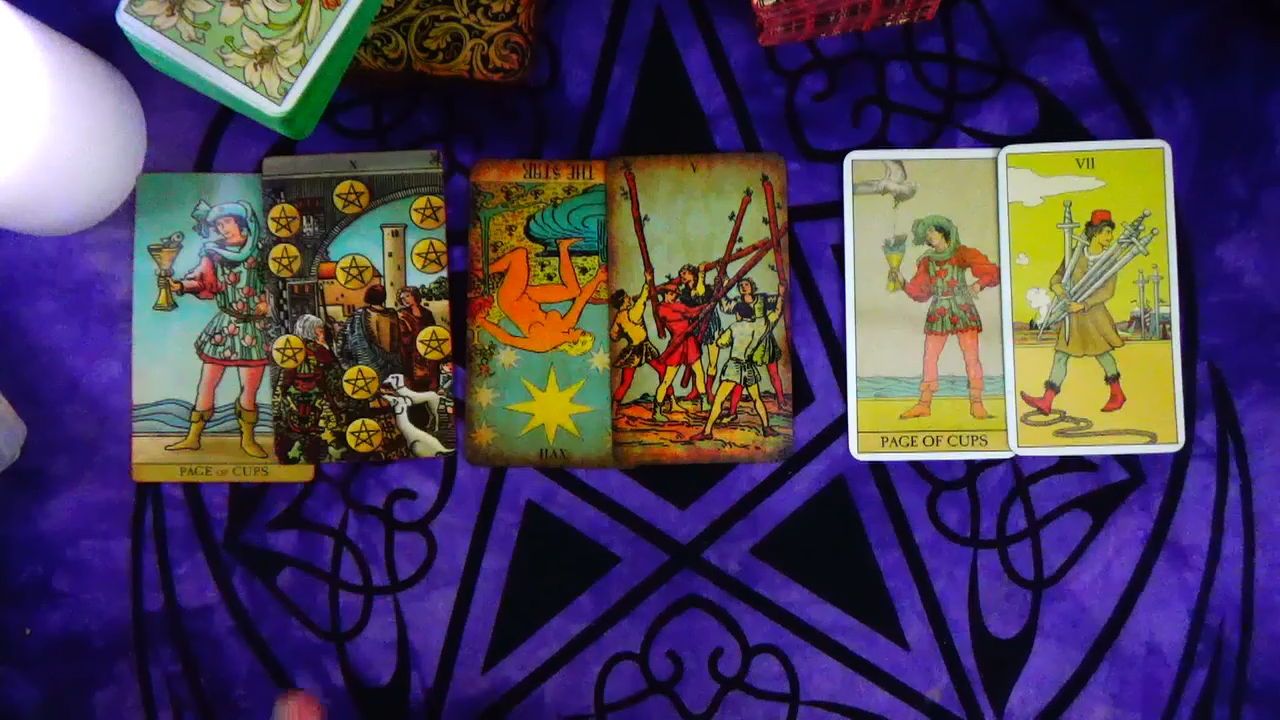 PAGE OF CUPS
X
THE STAR
XVII
V
PAGE OF CUPS
VII